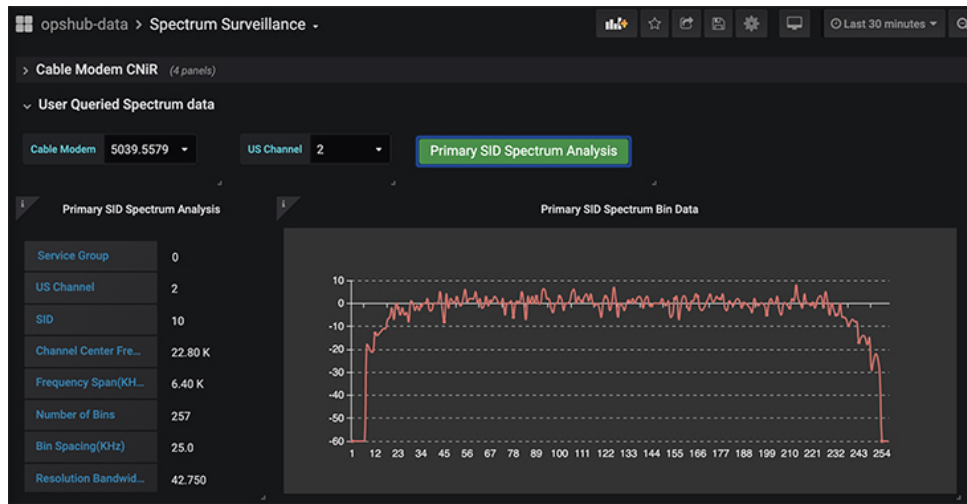 opshub-data > Spectrum Surveillance
Last 30 minutes
Cable Modem CNiR (4 panels)
User Queried Spectrum data
Cable Modem 5039.5579 US Channel 2 Primary SID Spectrum Analysis
Primary SID Spectrum Analysis
Service Group 0
US Channel 2
SID 10
Channel Center Fre... 22.80 K
Frequency Span(KH... 6.40 K
Number of Bins 257
Bin Spacing(KHz) 25.0
Resolution Bandwid... 42.750
Primary SID Spectrum Bin Data
10
0
-10
-20
-30
-40
-50
-60
1 12 23 34 45 56 67 78 89 100 111 122 133 144 155 166 177 188 199 210 221 232 243 254